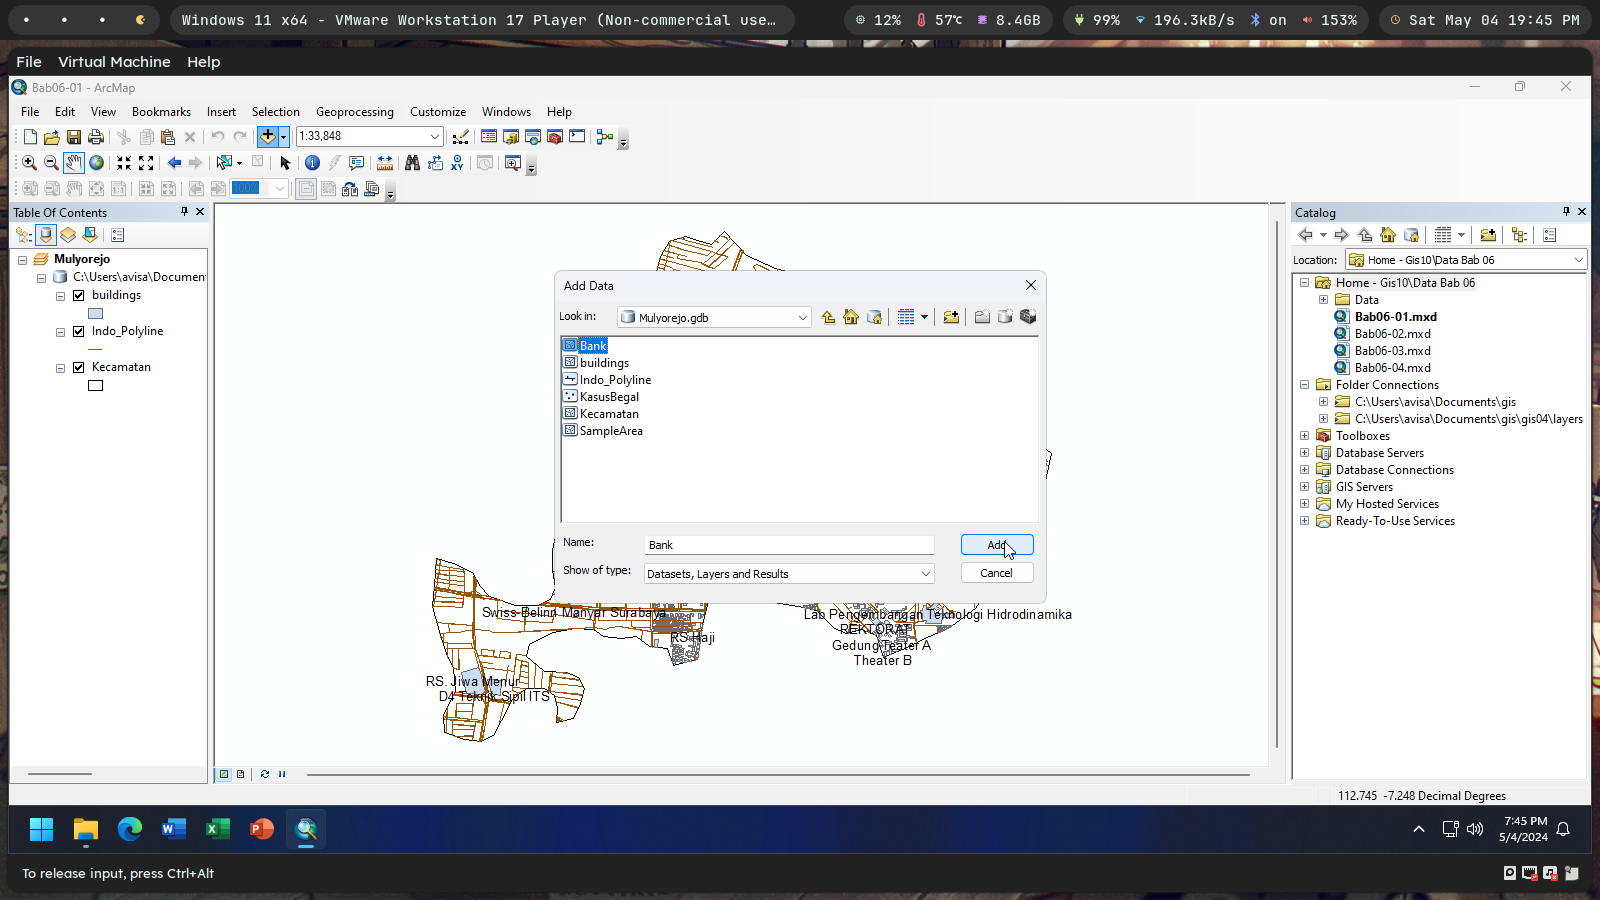 Windows 11 x64 - VMware Workstation 17 Player (Non-commercial use…
12%
57℃
8.4GB
99%
196.3kB/s
on
153%
Sat May 04 19:45 PM
File Virtual Machine Help
Bab06-01 - ArcMap
File Edit View Bookmarks Insert Selection Geoprocessing Customize Windows Help
1:33,848
100%
Table Of Contents
Mulyorejo
C:\Users\avisa\Documen
buildings
Indo_Polyline
Kecamatan
Add Data
Look in:
Mulyorejo.gdb
Bank
buildings
Indo_Polyline
KasusBegal
Kecamatan
SampleArea
Name:
Bank
Add
Show of type:
Datasets, Layers and Results
Cancel
Swiss-Belinn Manyar Surabaya
RS Haji
RS. Jiwa Menur
D4 Teknik Sipil ITS
Lab Pengembangan Teknologi Hidrodinamika
REKTORAT
Gedung Teater A
Theater B
Catalog
Location:
Home - Gis10\Data Bab 06
Home - Gis10\Data Bab 06
Data
Bab06-01.mxd
Bab06-02.mxd
Bab06-03.mxd
Bab06-04.mxd
Folder Connections
C:\Users\avisa\Documents\gis
C:\Users\avisa\Documents\gis\gis04\layers
Toolboxes
Database Servers
Database Connections
GIS Servers
My Hosted Services
Ready-To-Use Services
112.745 -7.248 Decimal Degrees
7:45 PM
5/4/2024
To release input, press Ctrl+Alt